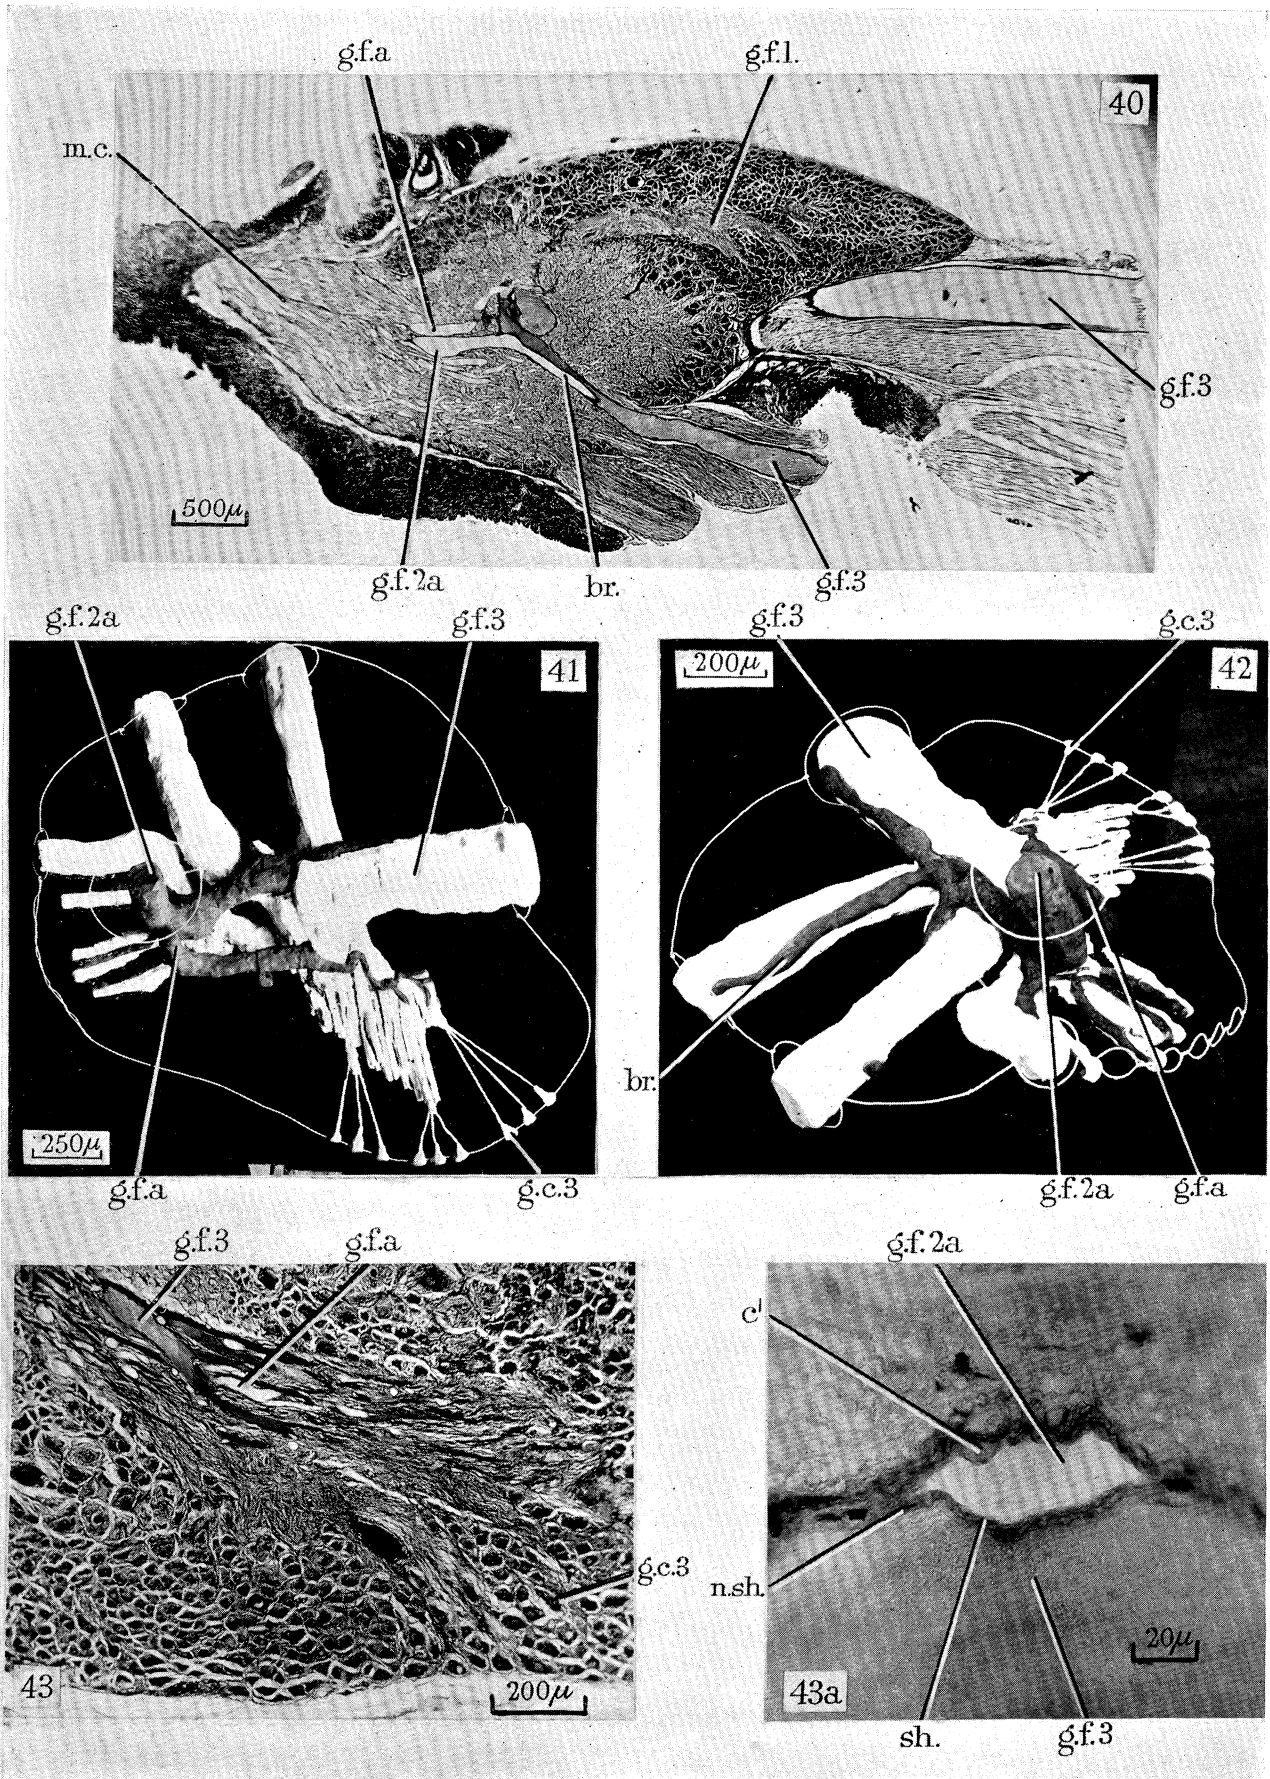 g.f.a g.f.l.
40
m.c.
g.f.3
500μ
g.f.2a br. g.f.3
g.f.2a g.f.3 g.f.3 g.c.3
41 200μ 42
br.
250μ
g.f.a g.c.3 g.f.2a g.f.a
g.f.3 g.f.a g.f.2a
c'
g.c.3 n.sh.
20μ
43 200μ 43a
sh. g.f.3